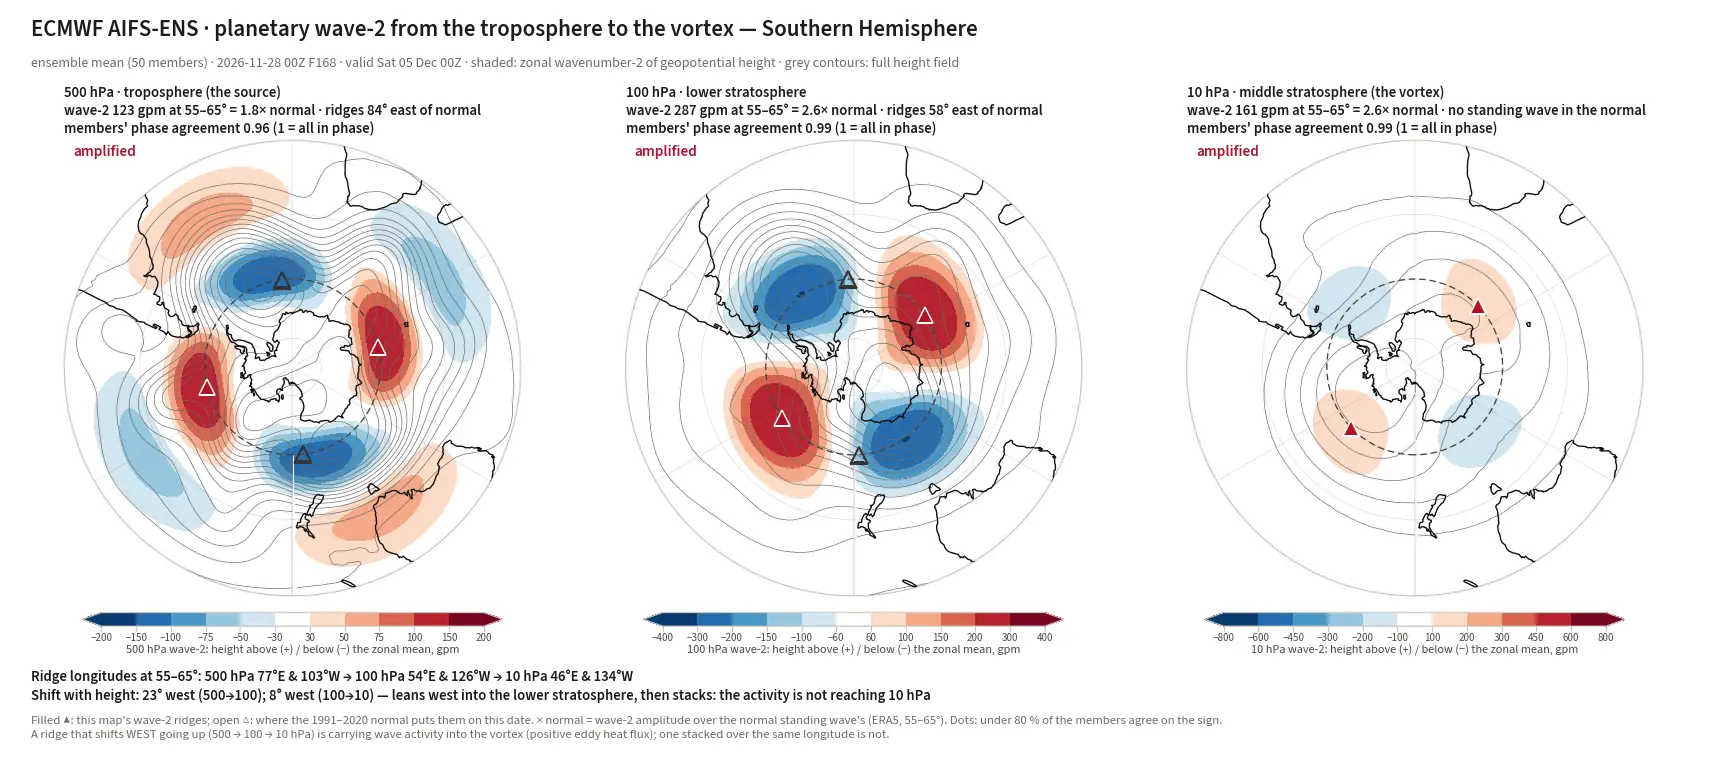 ECMWF AIFS-ENS · planetary wave-2 from the troposphere to the vortex — Southern Hemisphere
ensemble mean (50 members) · 2026-11-28 00Z F168 · valid Sat 05 Dec 00Z · shaded: zonal wavenumber-2 of geopotential height · grey contours: full height field
500 hPa · troposphere (the source)
wave-2 123 gpm at 55–65° = 1.8× normal · ridges 84° east of normal
members' phase agreement 0.96 (1 = all in phase)
amplified
100 hPa · lower stratosphere
wave-2 287 gpm at 55–65° = 2.6× normal · ridges 58° east of normal
members' phase agreement 0.99 (1 = all in phase)
amplified
10 hPa · middle stratosphere (the vortex)
wave-2 161 gpm at 55–65° = 2.6× normal · no standing wave in the normal
members' phase agreement 0.99 (1 = all in phase)
amplified
−200 −150 −100 −75 −50 −30 30 50 75 100 150 200
500 hPa wave-2: height above (+) / below (−) the zonal mean, gpm
−400 −300 −200 −150 −100 −60 60 100 150 200 300 400
100 hPa wave-2: height above (+) / below (−) the zonal mean, gpm
−800 −600 −450 −300 −200 −100 100 200 300 450 600 800
10 hPa wave-2: height above (+) / below (−) the zonal mean, gpm
Ridge longitudes at 55–65°: 500 hPa 77°E & 103°W → 100 hPa 54°E & 126°W → 10 hPa 46°E & 134°W
Shift with height: 23° west (500→100); 8° west (100→10) — leans west into the lower stratosphere, then stacks: the activity is not reaching 10 hPa
Filled ▲: this map's wave-2 ridges; open △: where the 1991–2020 normal puts them on this date. × normal = wave-2 amplitude over the normal standing wave's (ERA5, 55–65°). Dots: under 80 % of the members agree on the sign.
A ridge that shifts WEST going up (500 → 100 → 10 hPa) is carrying wave activity into the vortex (positive eddy heat flux); one stacked over the same longitude is not.